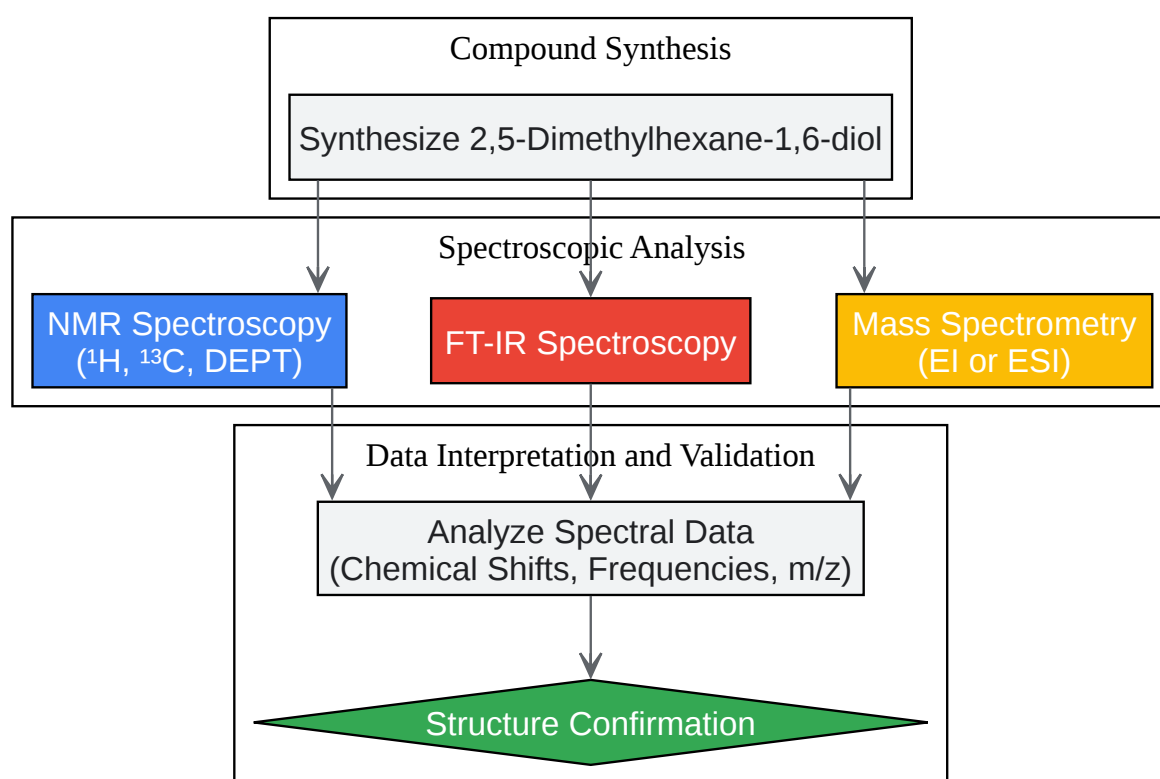 Compound Synthesis
Synthesize 2,5-Dimethylhexane-1,6-diol
Spectroscopic Analysis
NMR Spectroscopy
(¹H, ¹³C, DEPT)
FT-IR Spectroscopy
Mass Spectrometry
(EI or ESI)
Data Interpretation and Validation
Analyze Spectral Data
(Chemical Shifts, Frequencies, m/z)
Structure Confirmation